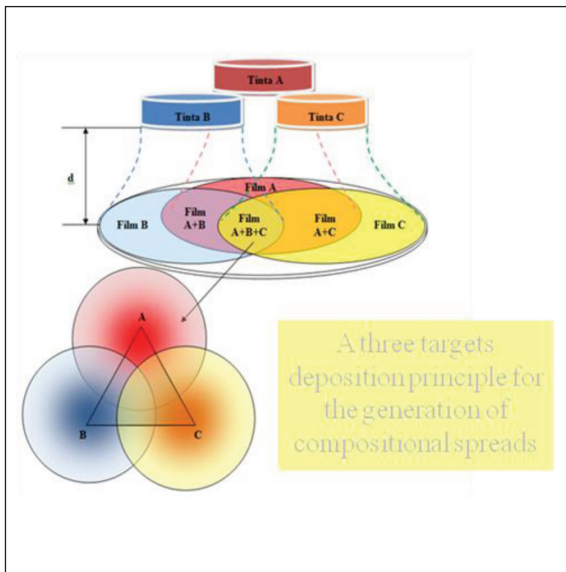 Tinta A
Tinta B
Tinta C
d
Film A
Film B
Film
A+B
Film
A+B+C
Film
A+C
Film C
A
B
C
A three targets
deposition principle for
the generation of
compositional spreads